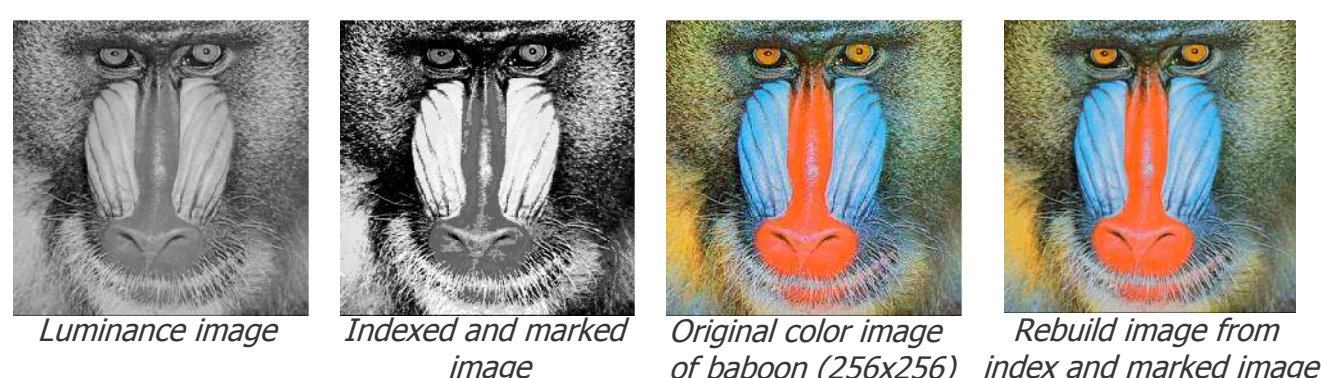 Luminance image
Indexed and marked
image
Original color image
of baboon (256x256)
Rebuild image from
index and marked image